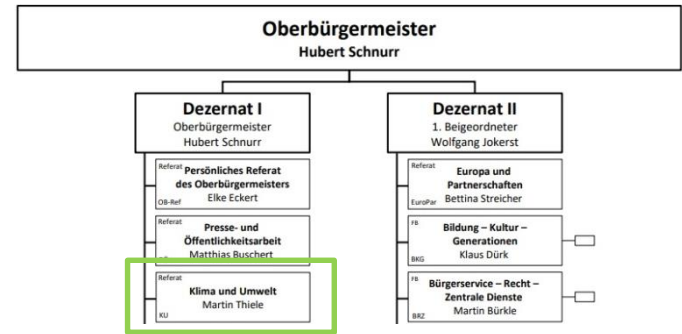 Oberbürgermeister
Hubert Schnurr
Dezernat I
Oberbürgermeister
Hubert Schnurr
Referat
Persönliches Referat
des Oberbürgermeisters
Elke Eckert
OB-Ref
Referat
Presse- und
Öffentlichkeitsarbeit
Matthias Buschert
Referat
Klima und Umwelt
Martin Thiele
KU
Dezernat II
1. Beigeordneter
Wolfgang Jokerst
Referat
Europa und
Partnerschaften
EuroPar
Bettina Streicher
FB
Bildung – Kultur –
Generationen
Klaus Dürk
BKG
FB
Bürgerservice – Recht –
Zentrale Dienste
Martin Bürkle
BRZ